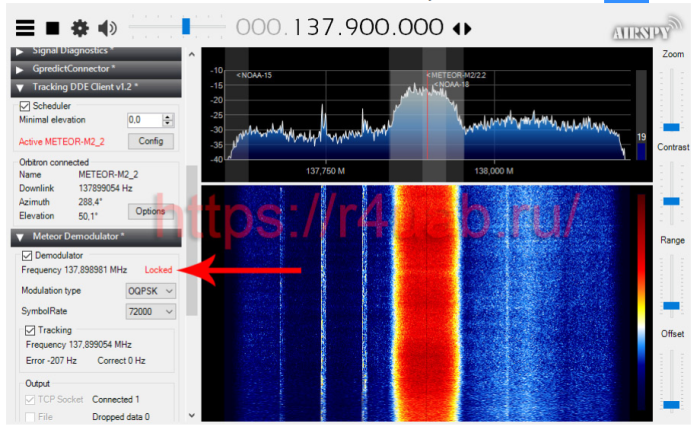 000.137.900.000
AIRSPY
Signal Diagnostics *
GpredictConnector *
Tracking DDE Client v1.2 *
Scheduler
Minimal elevation 0,0
Active METEOR-M2_2 Config
Orbitron connected
Name METEOR-M2_2
Downlink 137899054 Hz
Azimuth 288,4°
Elevation 50,1° Options
Meteor Demodulator *
Demodulator
Frequency 137,898981 MHz Locked
Modulation type OQPSK
SymbolRate 72000
Tracking
Frequency 137,899054 MHz
Error -207 Hz Correct 0 Hz
Output
TCP Socket Connected 1
File Dropped data 0
-10
-15
-20
-25
-30
-35
-40
<NOAA-15
<METEOR-M2/2.2
<NOAA-18
19
137,750 M 138,000 M
https://r4uab.ru/
Zoom
Contrast
Range
Offset